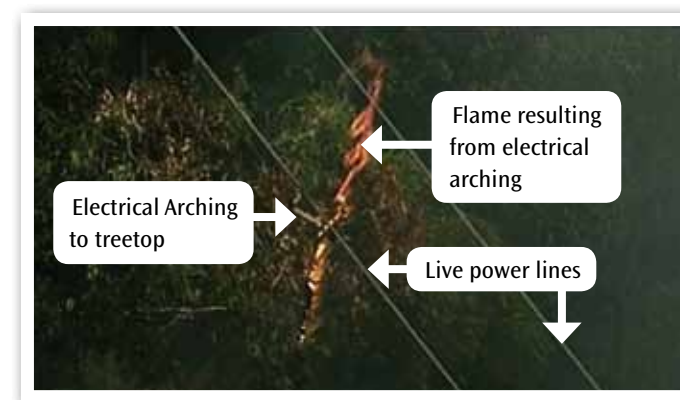 Flame resulting
from electrical
arching
Electrical Arching
to treetop
Live power lines